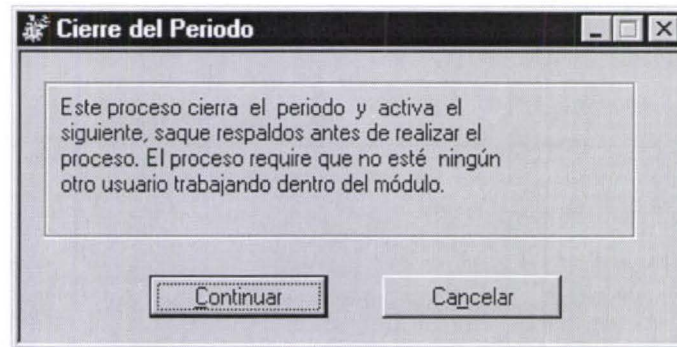 Cierre del Periodo
Este proceso cierra el periodo y activa el
siguiente, saque respaldos antes de realizar el
proceso. El proceso require que no esté ningún
otro usuario trabajando dentro del módulo.
Continuar
Cancelar